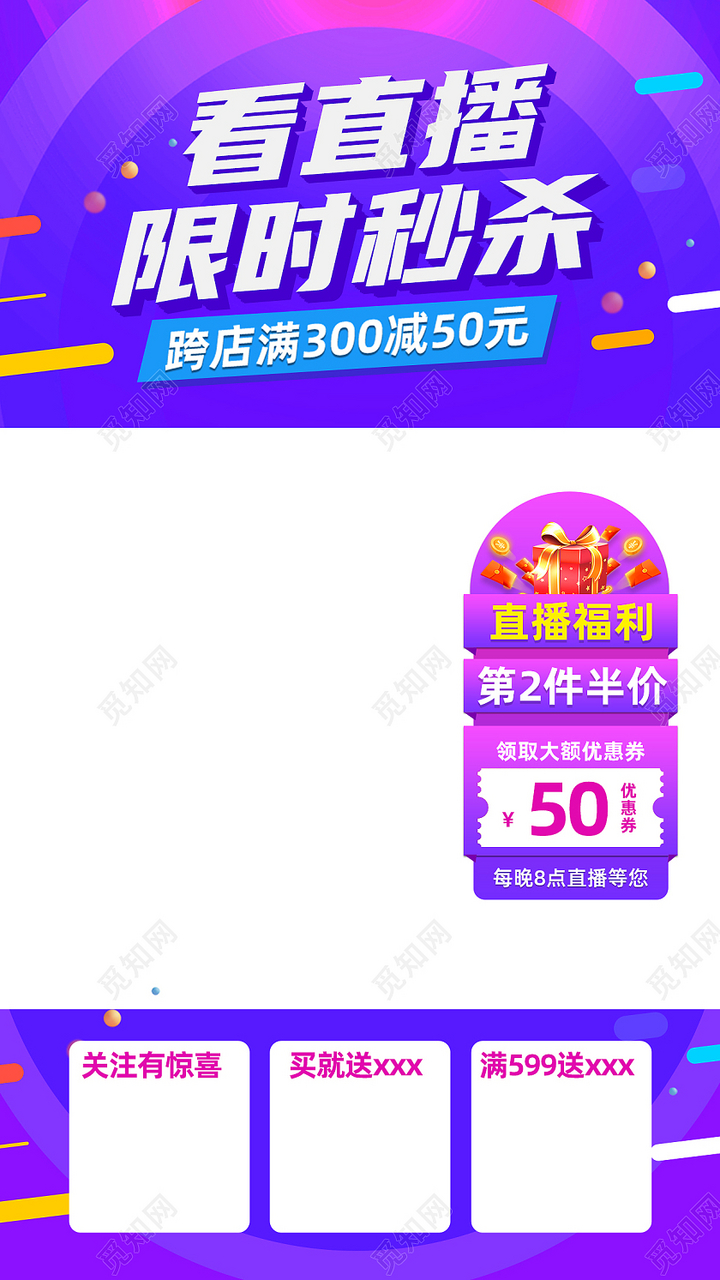 看直播
限时秒杀
跨店满300减50元
直播福利
第2件半价
领取大额优惠券
¥ 50 优惠券
每晚8点直播等您
关注有惊喜
买就送xxx
满599送xxx
觅知网